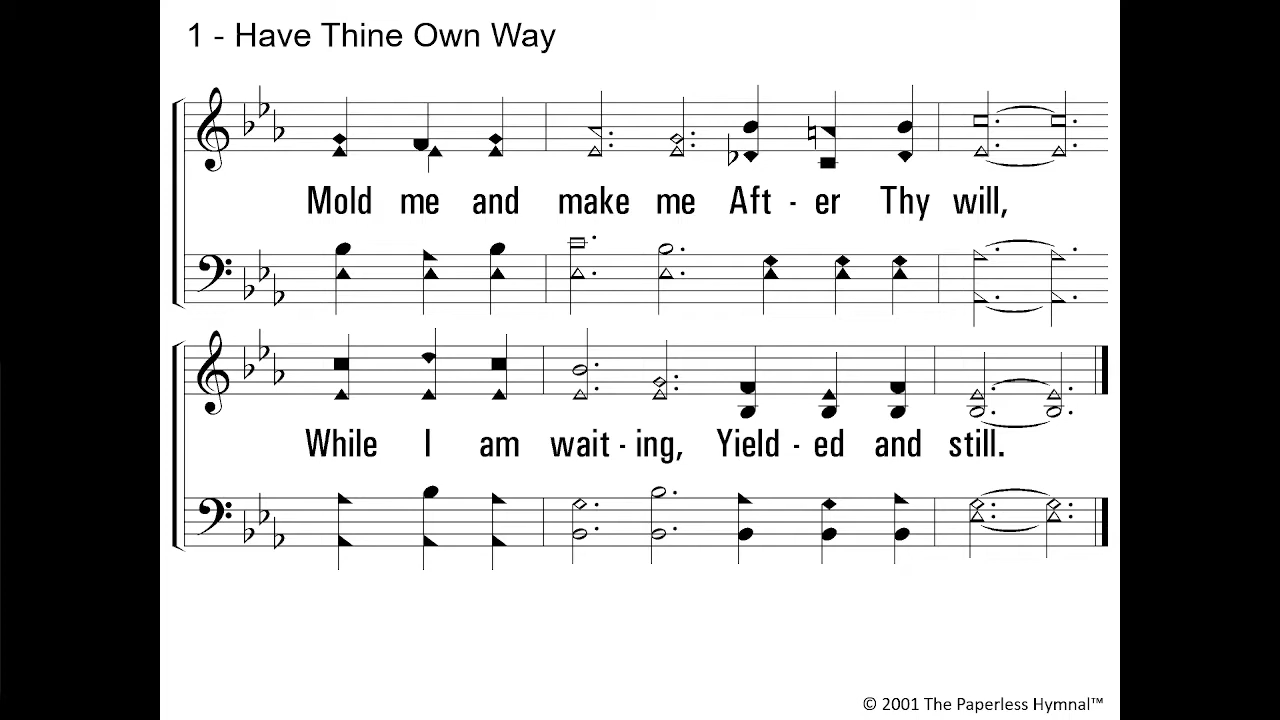 1 - Have Thine Own Way
Mold me and make me Aft - er Thy will,
While I am wait - ing, Yield - ed and still.
© 2001 The Paperless Hymnal™